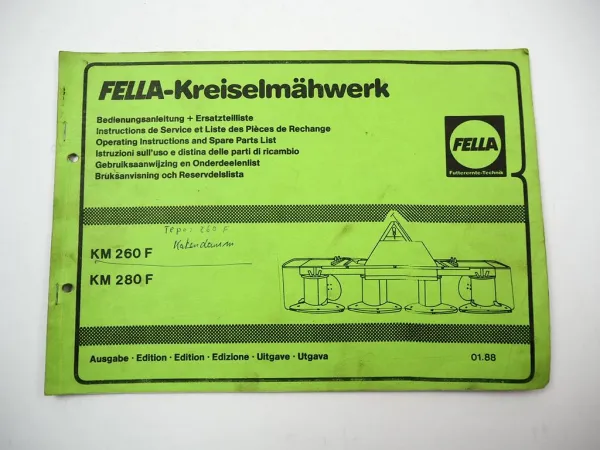 FELLA-Kreiselmähwerk
Bedienungsanleitung + Ersatzteilliste
Instructions de Service et Liste des Pièces de Rechange
Operating Instructions and Spare Parts List
Istruzioni sull'uso e distina delle parti di ricambio
Gebruiksaanwijzing en Onderdeelenlist
Bruksanvisning och Reservdelslista
FELLA
Futterernte-Technik
260 F
KM 260 F
KM 280 F
Ausgabe · Edition · Edition · Edizione · Uitgave · Utgava
01.88